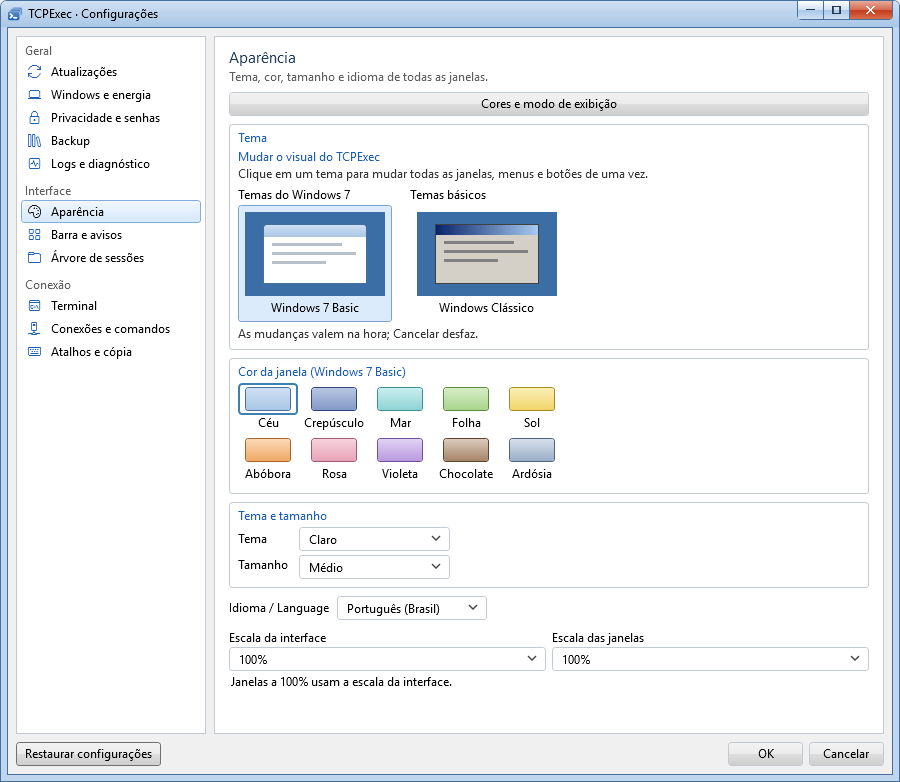 TCPExec · Configurações
Geral
Atualizações
Windows e energia
Privacidade e senhas
Backup
Logs e diagnóstico
Interface
Aparência
Barra e avisos
Árvore de sessões
Conexão
Terminal
Conexões e comandos
Atalhos e cópia
Aparência
Tema, cor, tamanho e idioma de todas as janelas.
Cores e modo de exibição
Tema
Mudar o visual do TCPExec
Clique em um tema para mudar todas as janelas, menus e botões de uma vez.
Temas do Windows 7 Temas básicos
Windows 7 Basic Windows Clássico
As mudanças valem na hora; Cancelar desfaz.
Cor da janela (Windows 7 Basic)
Céu Crepúsculo Mar Folha Sol
Abóbora Rosa Violeta Chocolate Ardósia
Tema e tamanho
Tema Claro
Tamanho Médio
Idioma / Language Português (Brasil)
Escala da interface Escala das janelas
100% 100%
Janelas a 100% usam a escala da interface.
Restaurar configurações OK Cancelar